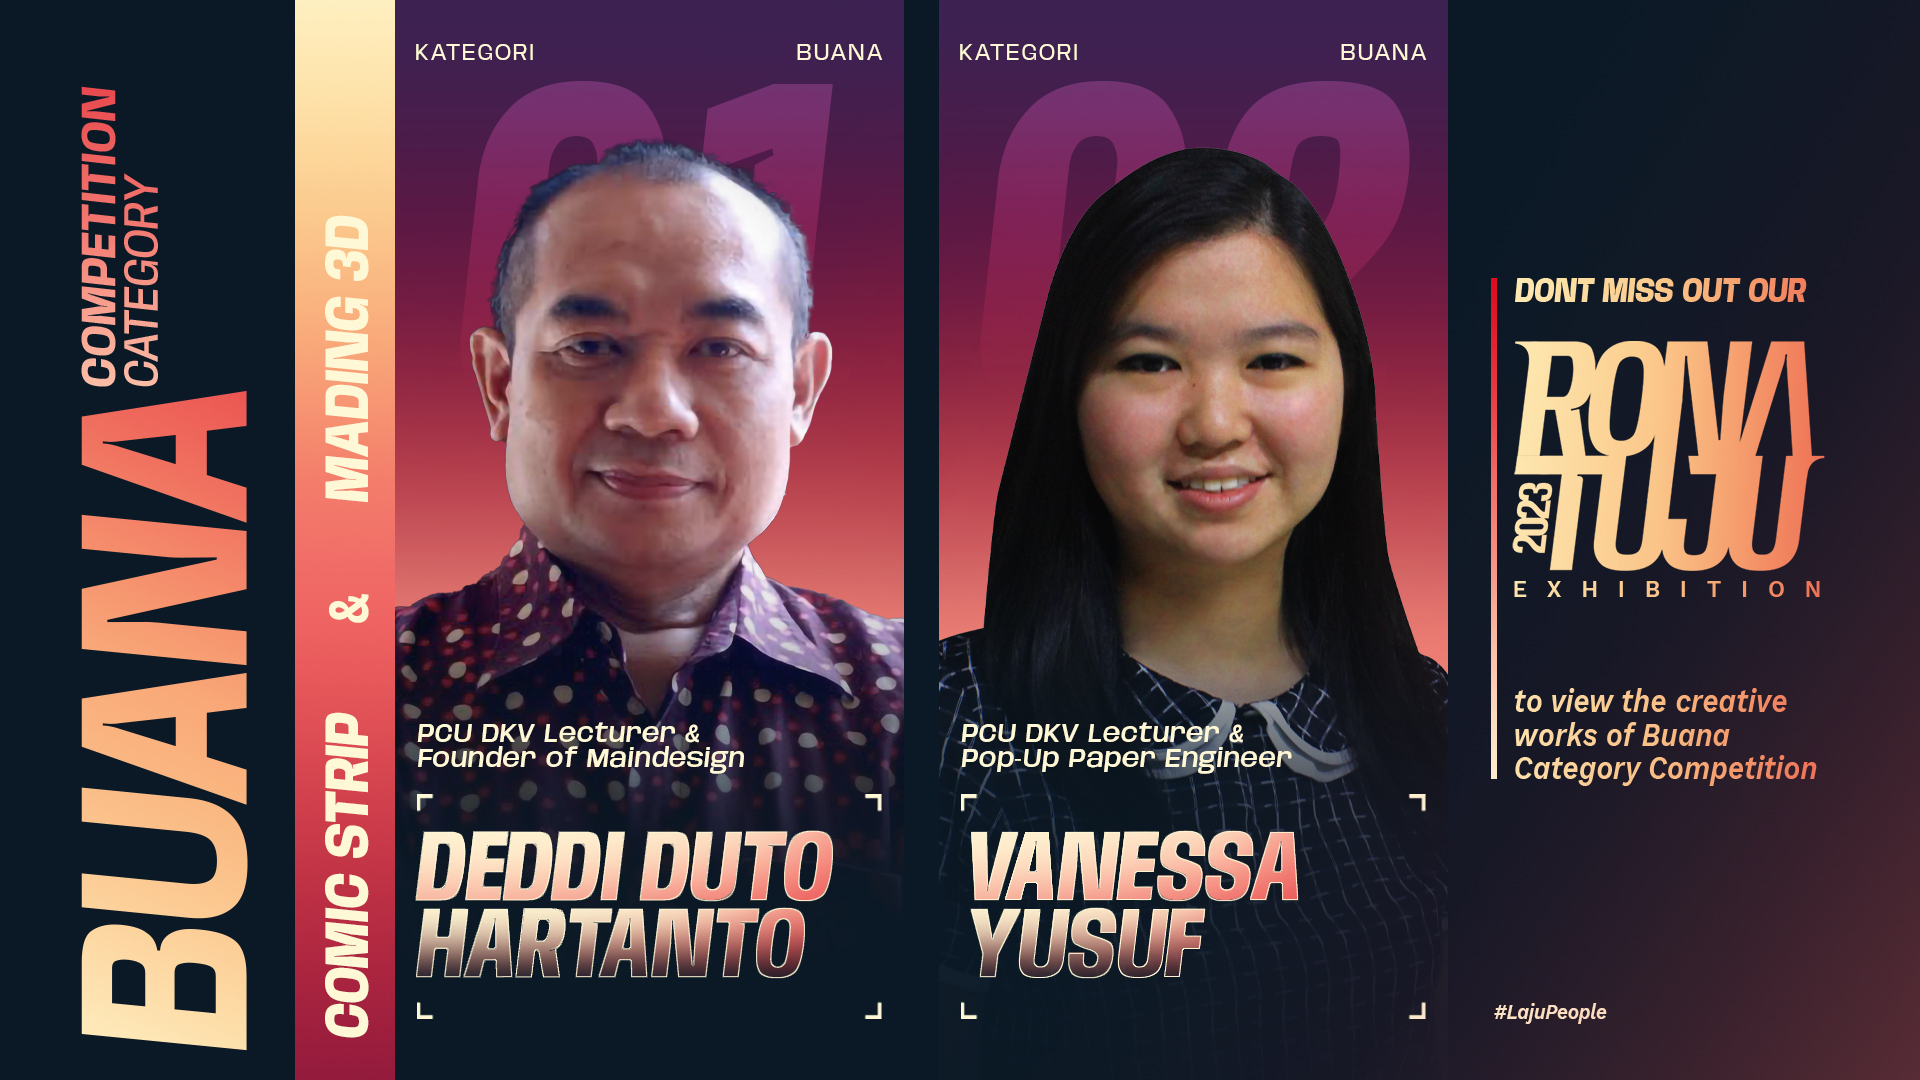 BUANA
COMPETITION
CATEGORY
COMIC STRIP & MADING 3D
KATEGORI BUANA
01
PCU DKV Lecturer &
Founder of Maindesign
DEDDI DUTO
HARTANTO
KATEGORI BUANA
02
PCU DKV Lecturer &
Pop-Up Paper Engineer
VANESSA
YUSUF
DONT MISS OUT OUR
RONA
2023 TUJU
EXHIBITION
to view the creative
works of Buana
Category Competition
#LajuPeople